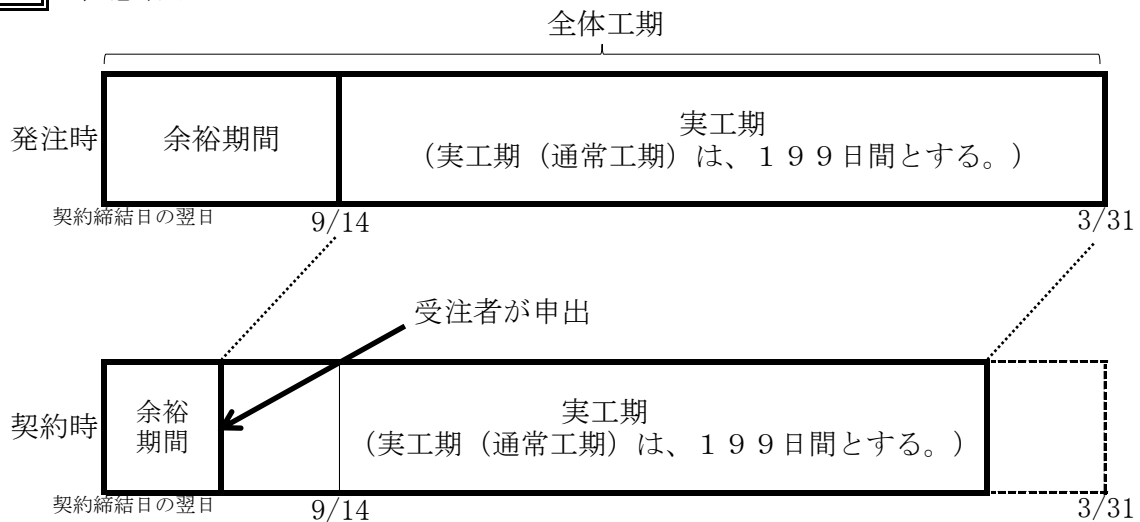 全体工期
発注時
余裕期間
実工期
（実工期（通常工期）は、１９９日間とする。）
契約締結日の翌日
9/14
3/31
受注者が申出
契約時
余裕
期間
実工期
（実工期（通常工期）は、１９９日間とする。）
契約締結日の翌日
9/14
3/31